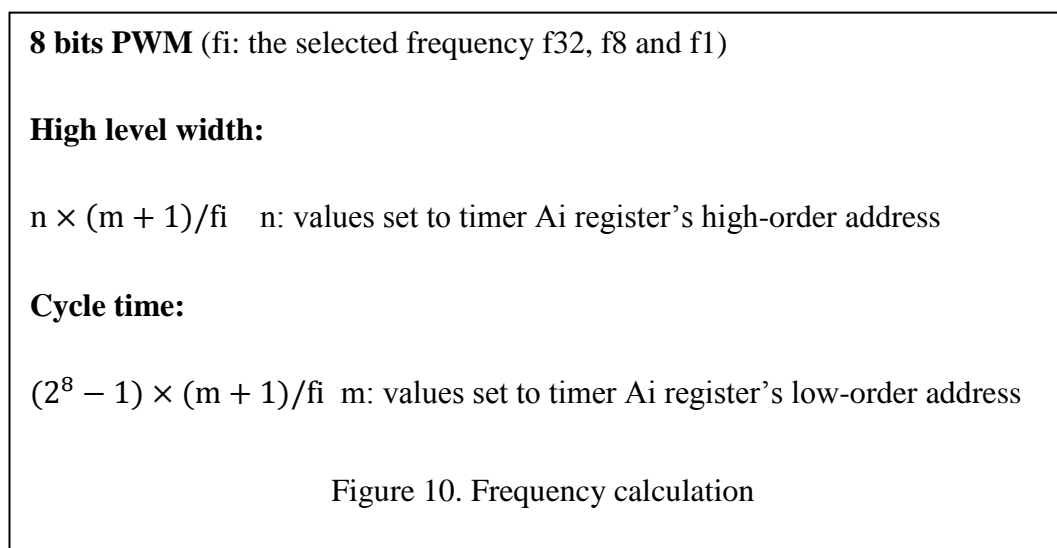 8 bits PWM (fi: the selected frequency f32, f8 and f1)
High level width:
n × (m + 1)/fi n: values set to timer Ai register’s high-order address
Cycle time:
(2⁸ − 1) × (m + 1)/fi m: values set to timer Ai register’s low-order address
Figure 10. Frequency calculation